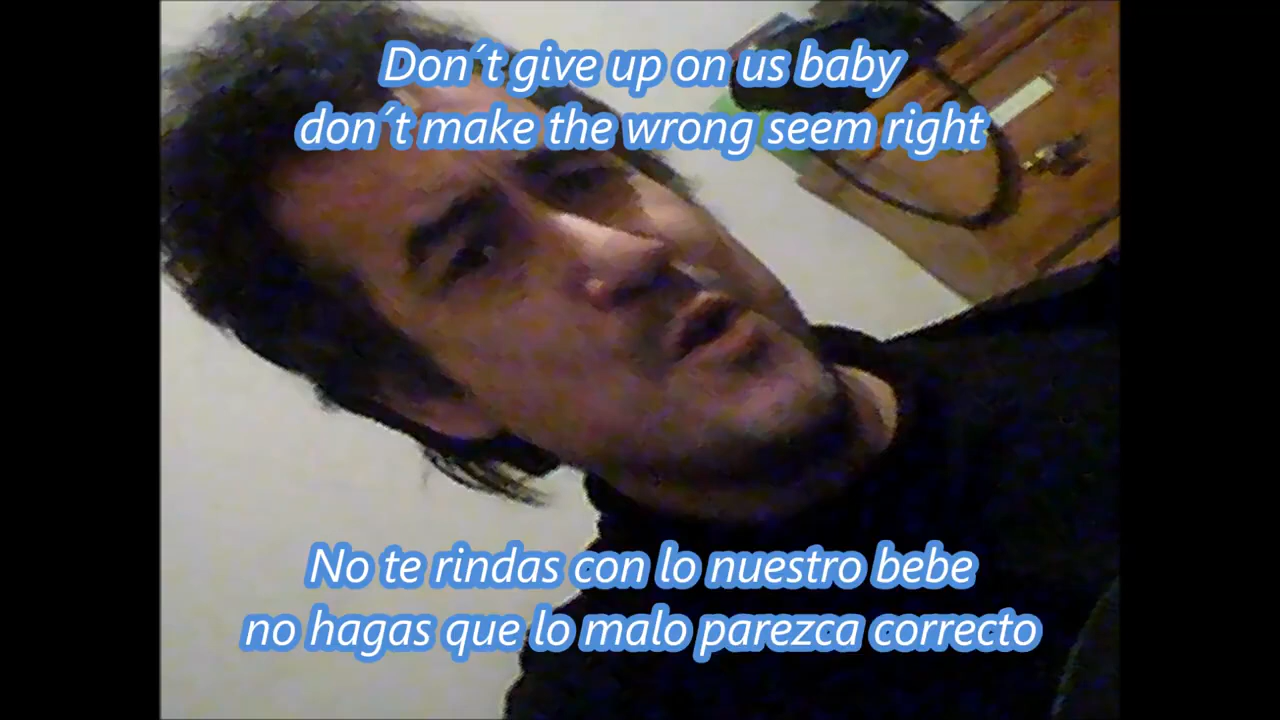 Don´t give up on us baby
don´t make the wrong seem right
No te rindas con lo nuestro bebe
no hagas que lo malo parezca correcto